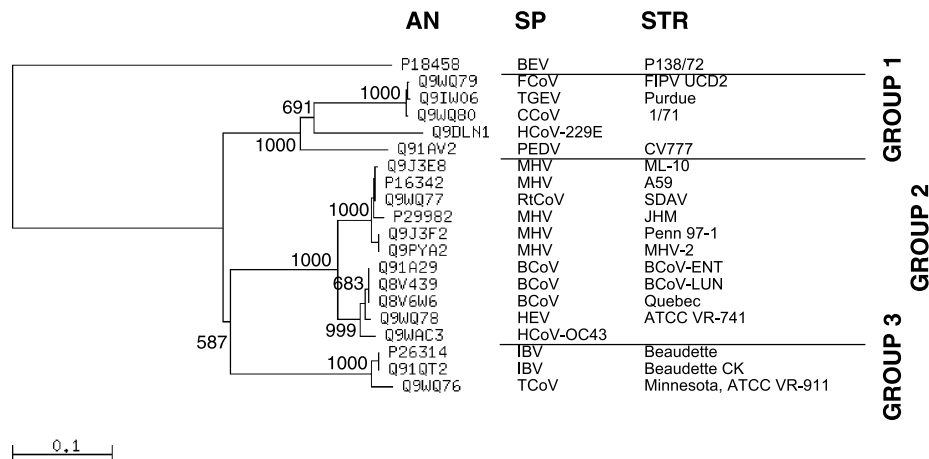 AN SP STR
P18458 BEV P138/72
Q9WQ79 FCoV FIPV UCD2
1000 Q9IW06 TGEV Purdue
691 Q9WQ80 CCoV 1/71
Q9DLN1 HCoV-229E
1000 Q91AV2 PEDV CV777
GROUP 1
Q9J3E8 MHV ML-10
P16342 MHV A59
Q9WQ77 RtCoV SDAV
1000 P29982 MHV JHM
Q9J3F2 MHV Penn 97-1
Q9PYA2 MHV MHV-2
1000 Q91A29 BCoV BCoV-ENT
683 Q8V439 BCoV BCoV-LUN
Q8V6W6 BCoV Quebec
Q9WQ78 HEV ATCC VR-741
999 Q9WAC3 HCoV-OC43
GROUP 2
587 P26314 IBV Beaudette
1000 Q91QT2 IBV Beaudette CK
Q9WQ76 TCoV Minnesota, ATCC VR-911
GROUP 3
0.1